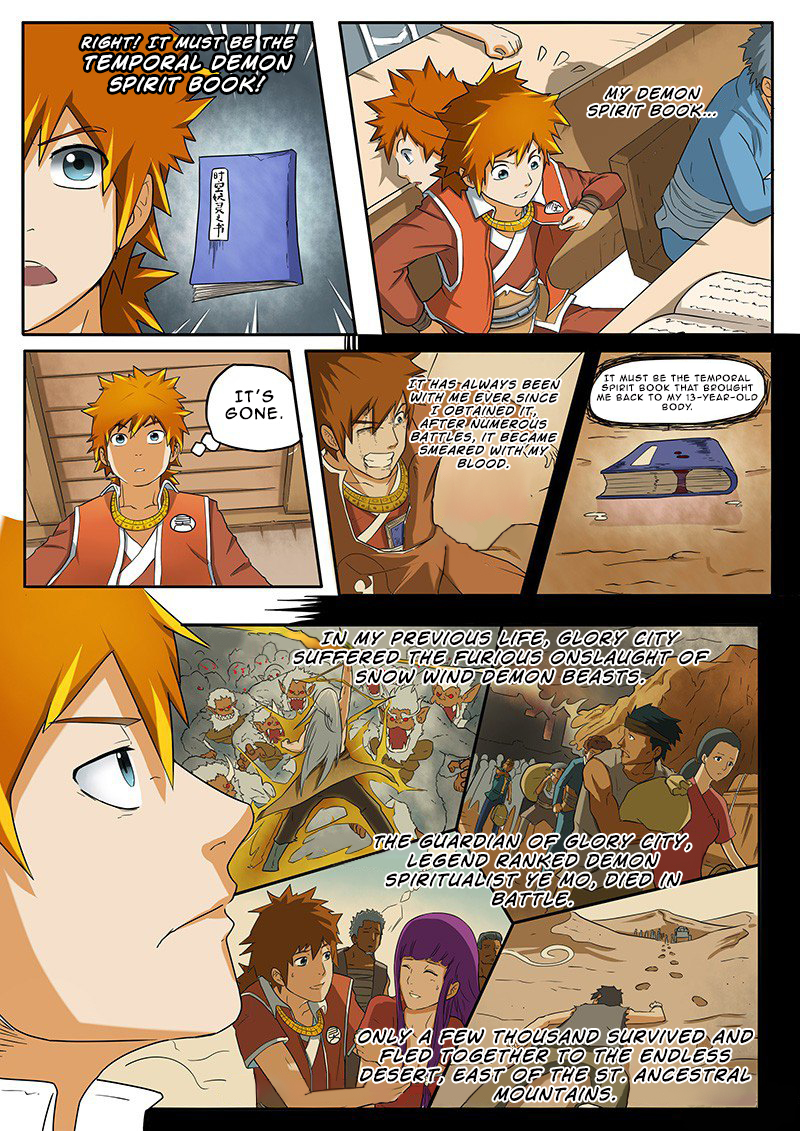 RIGHT! IT MUST BE THE
TEMPORAL DEMON
SPIRIT BOOK!
时空妖灵之书
MY DEMON
SPIRIT BOOK...
IT'S
GONE.
IT HAS ALWAYS BEEN
WITH ME EVER SINCE
I OBTAINED IT,
AFTER NUMEROUS
BATTLES, IT BECAME
SMEARED WITH MY
BLOOD.
IT MUST BE THE TEMPORAL
SPIRIT BOOK THAT BROUGHT
ME BACK TO MY 13-YEAR-OLD
BODY.
IN MY PREVIOUS LIFE, GLORY CITY
SUFFERED THE FURIOUS ONSLAUGHT OF
SNOW WIND DEMON BEASTS.
THE GUARDIAN OF GLORY CITY,
LEGEND RANKED DEMON
SPIRITUALIST YE MO, DIED IN
BATTLE.
ONLY A FEW THOUSAND SURVIVED AND
FLED TOGETHER TO THE ENDLESS
DESERT, EAST OF THE ST. ANCESTRAL
MOUNTAINS.